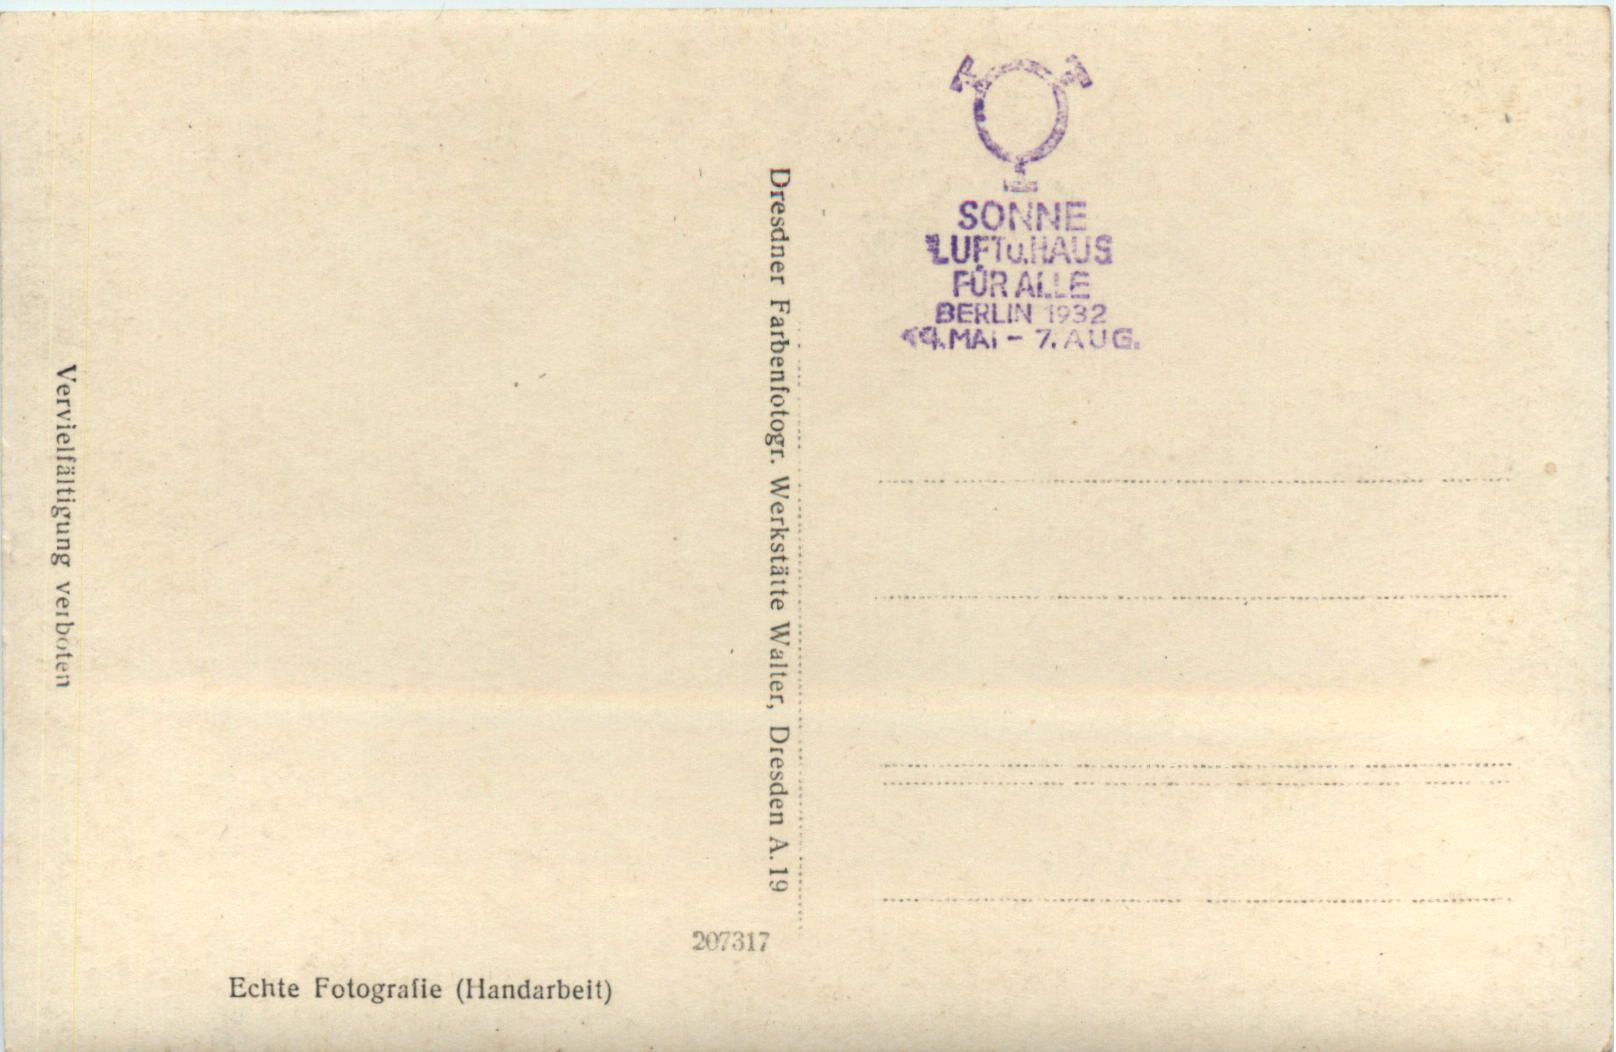 Vervielfältigung verboten
Echte Fotografie (Handarbeit)
207317
Dresdner Farbenfotogr. Werkstätte Walter, Dresden A. 19
SONNE
LUFT u. HAUS
FÜR ALLE
BERLIN 1932
MAI - 7. AUG.